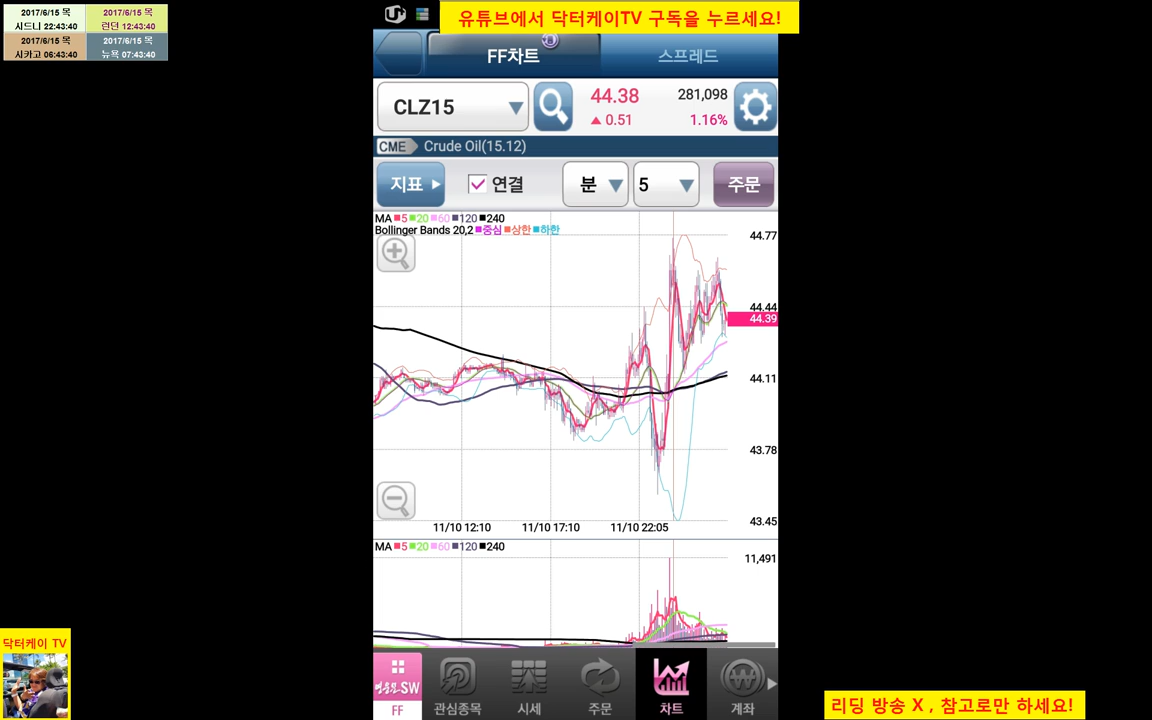 2017/6/15 목
시드니 22:43:40
2017/6/15 목
런던 12:43:40
2017/6/15 목
시카고 06:43:40
2017/6/15 목
뉴욕 07:43:40
유튜브에서 닥터케이TV 구독을 누르세요!
FF차트
스프레드
CLZ15
44.38
281,098
▲ 0.51
1.16%
CME Crude Oil(15.12)
지표
연결
분
5
주문
MA 5 20 60 120 240
Bollinger Bands 20,2 중심 상한 하한
44.77
44.44
44.39
44.11
43.78
43.45
11/10 12:10
11/10 17:10
11/10 22:05
MA 5 20 60 120 240
11,491
영웅문SW
FF
관심종목
시세
주문
차트
계좌
닥터케이 TV
리딩 방송 X , 참고로만 하세요!